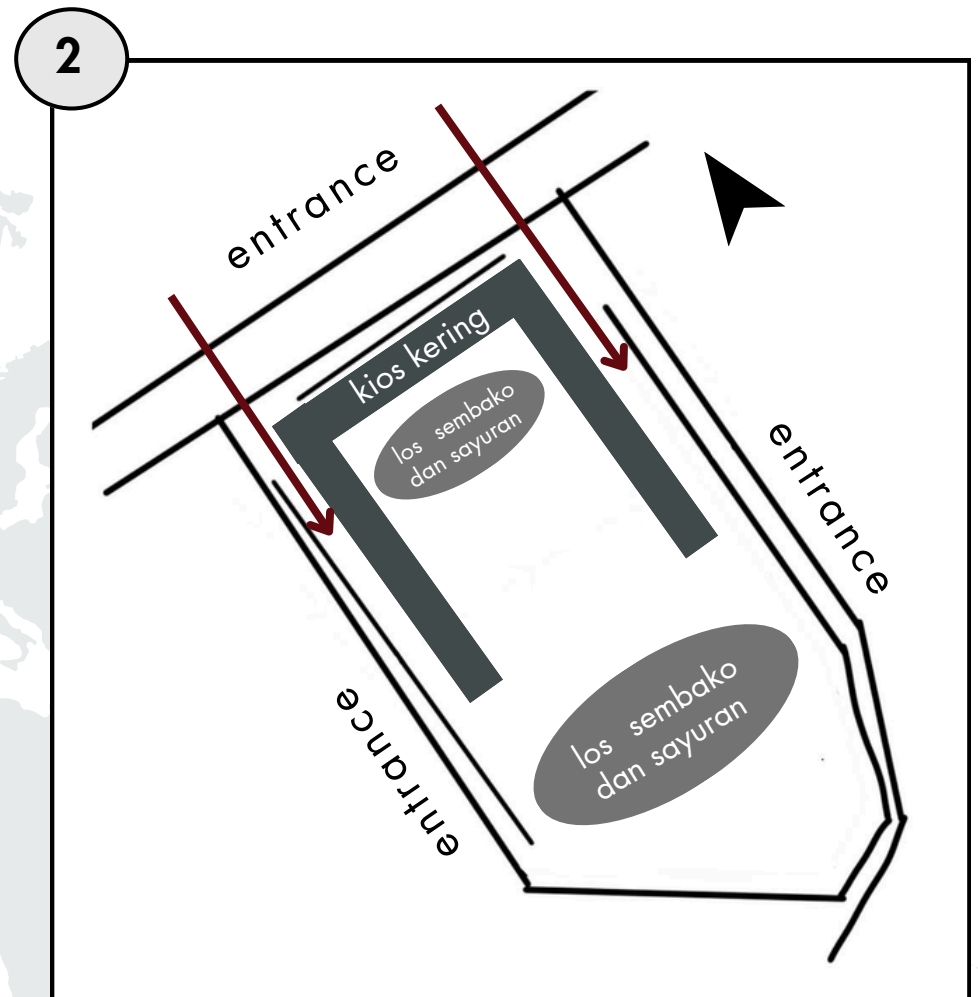 2
entrance
kios kering
los sembako
dan sayuran
entrance
los sembako
dan sayuran
entrance